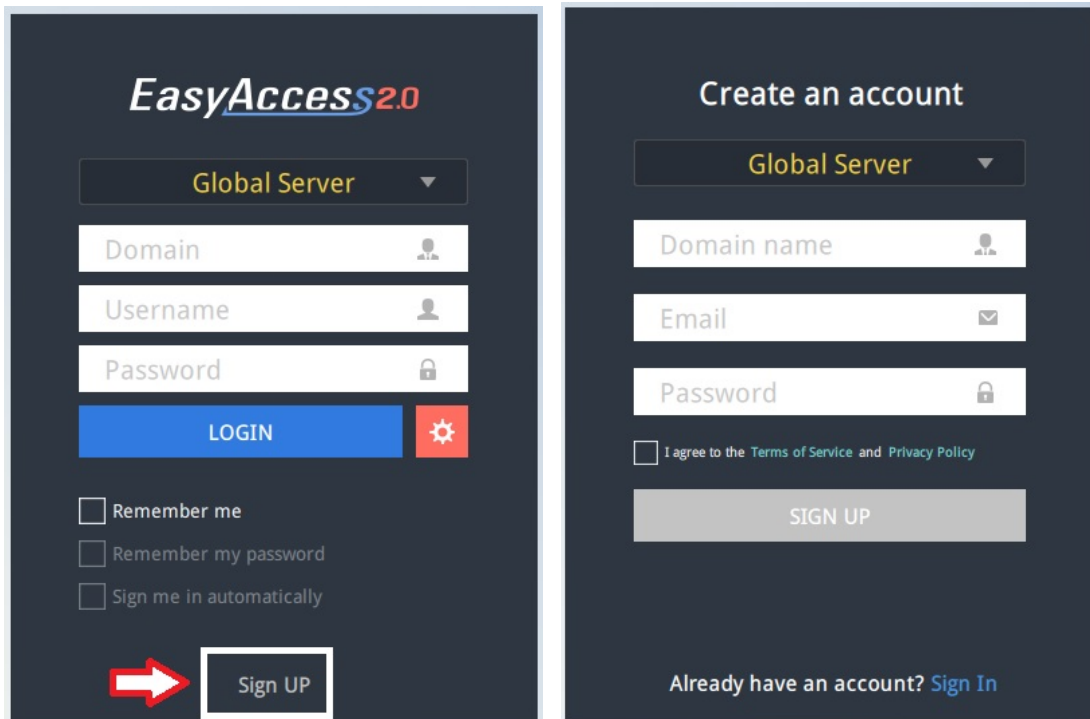 EasyAccess2.0
Global Server
Domain
Username
Password
LOGIN
Remember me
Remember my password
Sign me in automatically
Sign UP
Create an account
Global Server
Domain name
Email
Password
I agree to the Terms of Service and Privacy Policy
SIGN UP
Already have an account? Sign In